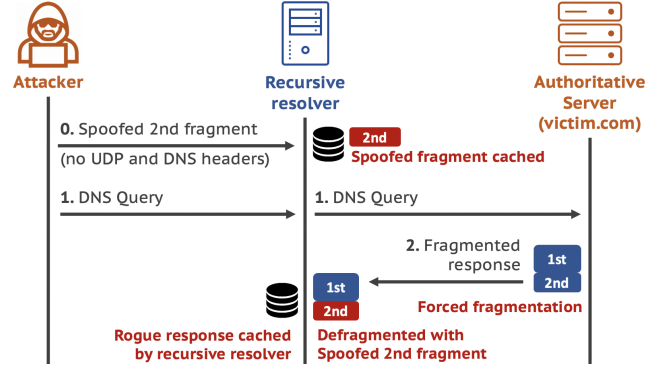 Attacker
Recursive
resolver
Authoritative
Server
(victim.com)
0. Spoofed 2nd fragment
(no UDP and DNS headers)
2nd
Spoofed fragment cached
1. DNS Query
1. DNS Query
2. Fragmented
response
1st
2nd
Forced fragmentation
1st
2nd
Rogue response cached
by recursive resolver
Defragmented with
Spoofed 2nd fragment